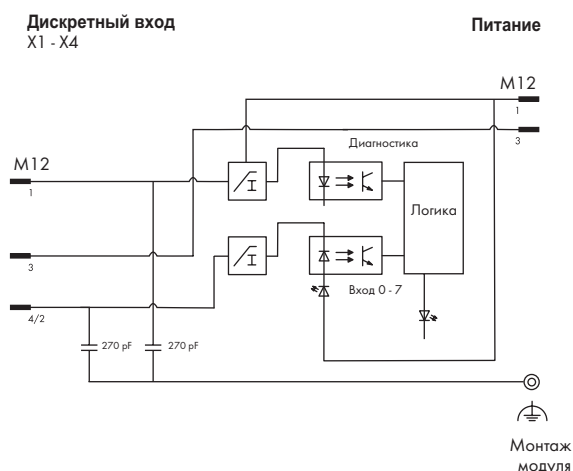 Дискретный вход
X1 - X4
Питание
M12
1
3
Диагностика
M12
1
Логика
3
Вход 0 - 7
4/2
270 pF
270 pF
Монтаж
модуля